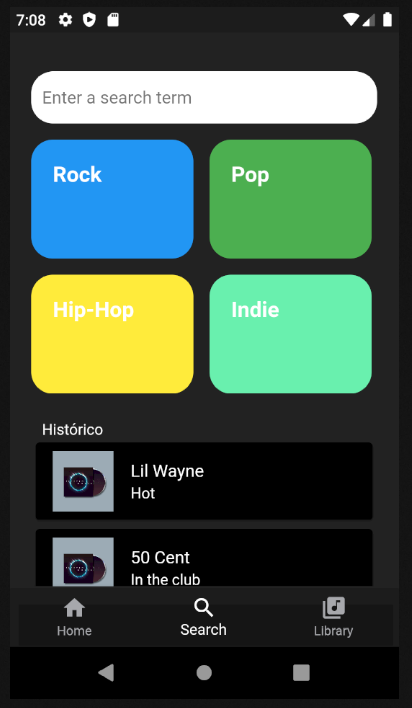 7:08
Enter a search term
Rock
Pop
Hip-Hop
Indie
Histórico
Lil Wayne
Hot
50 Cent
In the club
Home
Search
Library